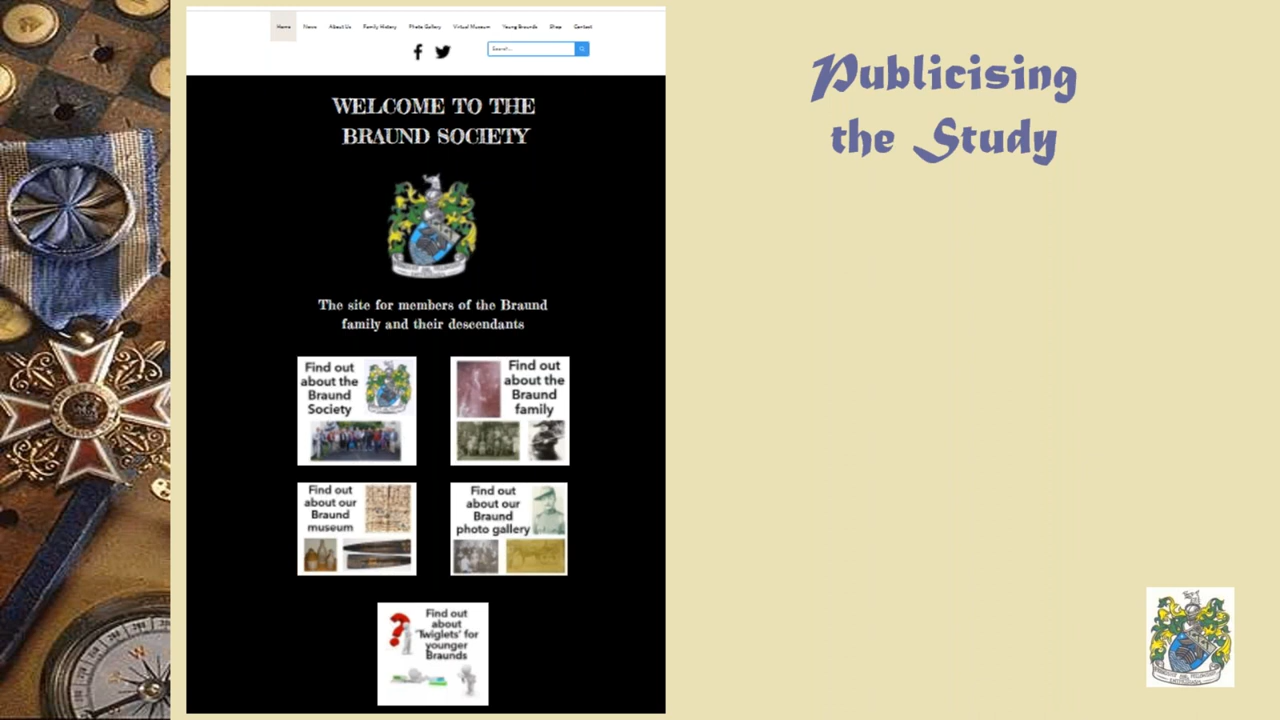 Home News About Us Family History Photo Gallery Virtual Museum Young Braunds Shop Contact
Search...
WELCOME TO THE
BRAUND SOCIETY
The site for members of the Braund
family and their descendants
Find out
about the
Braund
Society
Find out
about the
Braund
family
Find out
about our
Braund
museum
Find out
about our
Braund
photo gallery
Find out
about
'Twiglets' for
younger
Braunds
Publicising
the Study